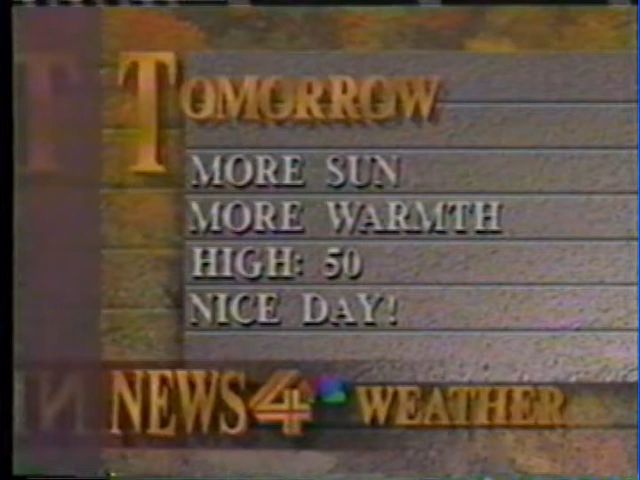 TOMORROW
MORE SUN
MORE WARMTH
HIGH: 50
NICE DAY!
NEWS 4 WEATHER